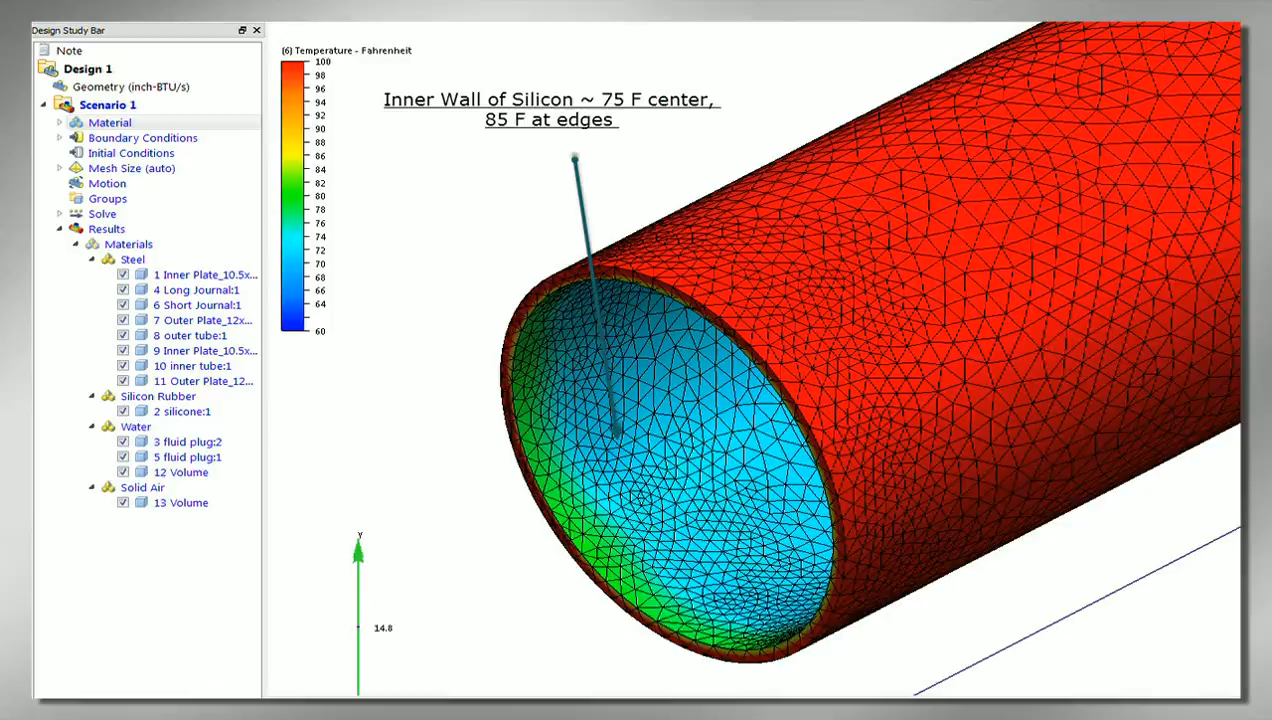 Design Study Bar
Note
Design 1
Geometry (inch-BTU/s)
Scenario 1
Material
Boundary Conditions
Initial Conditions
Mesh Size (auto)
Motion
Groups
Solve
Results
Materials
Steel
1 Inner Plate_10.5x...
4 Long Journal:1
6 Short Journal:1
7 Outer Plate_12x...
8 outer tube:1
9 Inner Plate_10.5x...
10 inner tube:1
11 Outer Plate_12...
Silicon Rubber
2 silicone:1
Water
3 fluid plug:2
5 fluid plug:1
12 Volume
Solid Air
13 Volume
(6) Temperature - Fahrenheit
100
98
96
94
92
90
88
86
84
82
80
78
76
74
72
70
68
66
64
60
Inner Wall of Silicon ~ 75 F center,
85 F at edges
Y
14.8